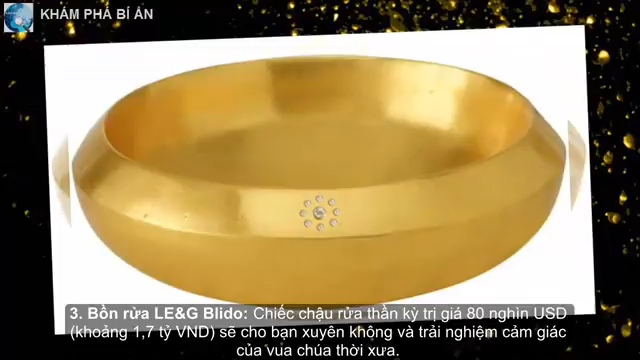 KHÁM PHÁ BÍ ẨN
3. Bồn rửa LE&G Blido: Chiếc chậu rửa thần kỳ trị giá 80 nghìn USD
(khoảng 1,7 tỷ VND) sẽ cho bạn xuyên không và trải nghiệm cảm giác
của vua chúa thời xưa.